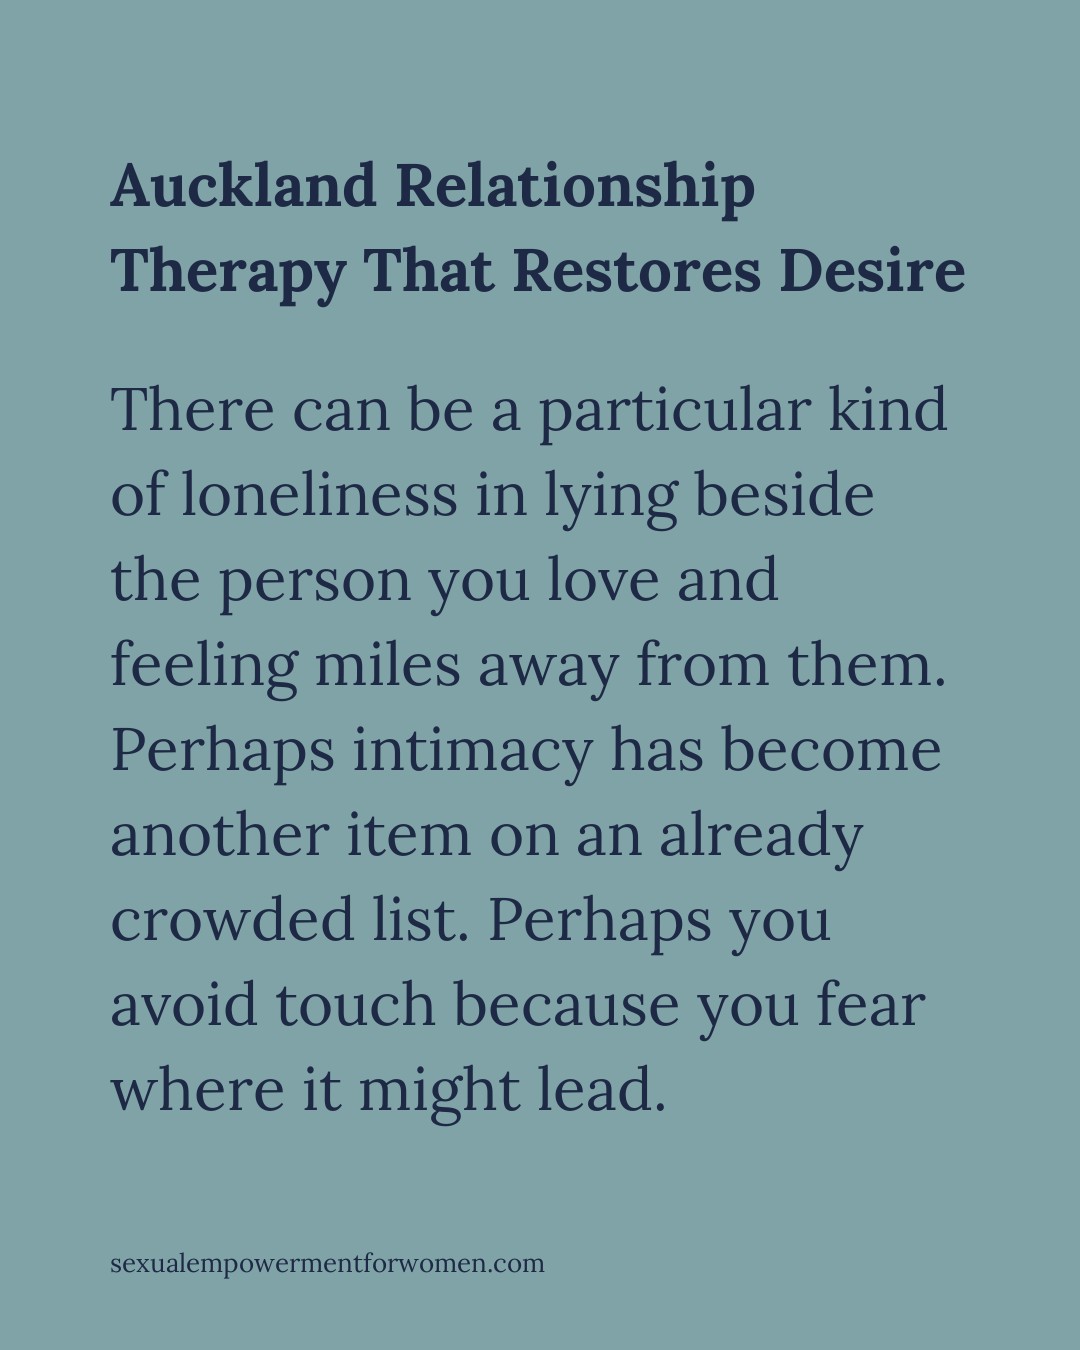 Auckland Relationship
Therapy That Restores Desire
There can be a particular kind
of loneliness in lying beside
the person you love and
feeling miles away from them.
Perhaps intimacy has become
another item on an already
crowded list. Perhaps you
avoid touch because you fear
where it might lead.
sexualempowermentforwomen.com